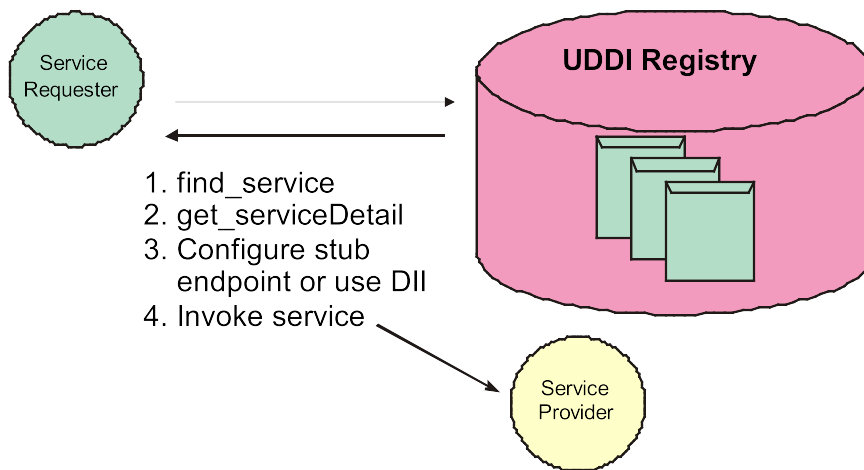 Service
Requester
UDDI Registry
1. find_service
2. get_serviceDetail
3. Configure stub
endpoint or use DII
4. Invoke service
Service
Provider